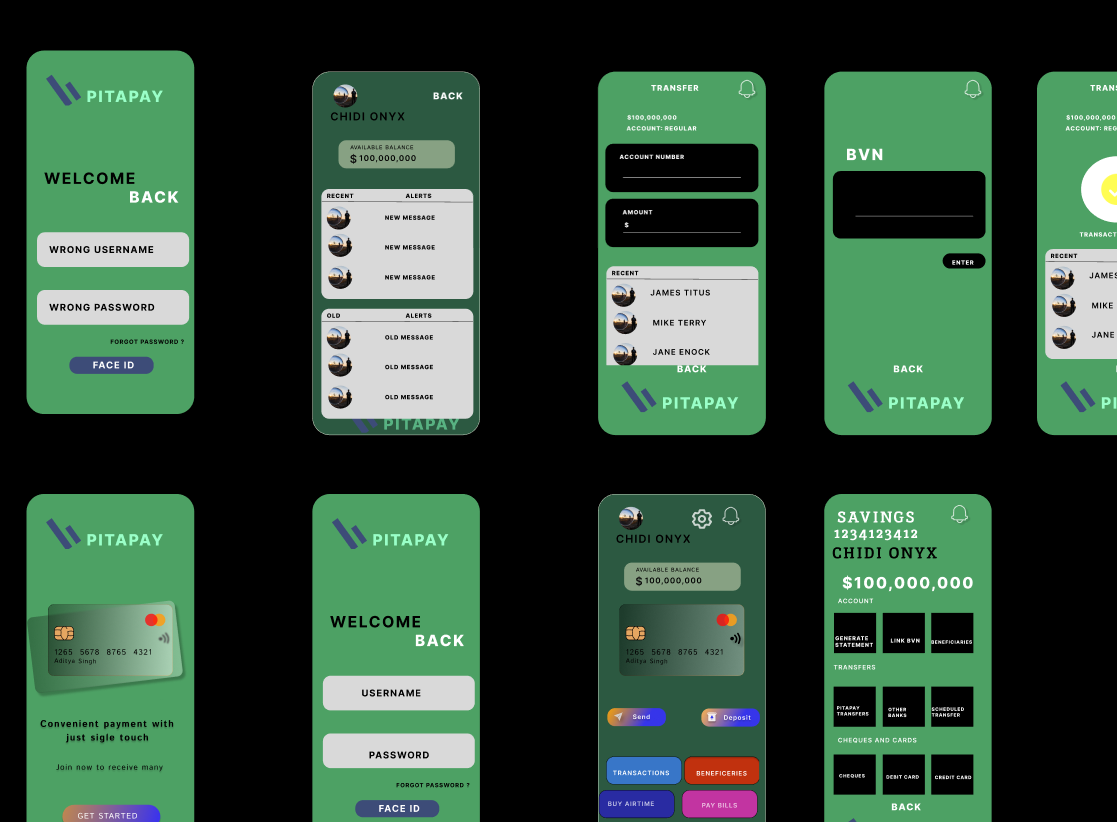 PITAPAY
WELCOME
BACK
WRONG USERNAME
WRONG PASSWORD
FORGOT PASSWORD ?
FACE ID
BACK
CHIDI ONYX
AVAILABLE BALANCE
$ 100,000,000
RECENT ALERTS
NEW MESSAGE
NEW MESSAGE
NEW MESSAGE
OLD ALERTS
OLD MESSAGE
OLD MESSAGE
OLD MESSAGE
PITAPAY
TRANSFER
$100,000,000
ACCOUNT: REGULAR
ACCOUNT NUMBER
AMOUNT
$
RECENT
JAMES TITUS
MIKE TERRY
JANE ENOCK
BACK
PITAPAY
BVN
ENTER
BACK
PITAPAY
TRANS
$100,000,000
ACCOUNT: REG
TRANSACT
RECENT
JAMES
MIKE
JANE
PI
PITAPAY
1265 5678 8765 4321
Aditya Singh
Convenient payment with
just sigle touch
Join now to receive many
GET STARTED
PITAPAY
WELCOME
BACK
USERNAME
PASSWORD
FORGOT PASSWORD ?
FACE ID
CHIDI ONYX
AVAILABLE BALANCE
$ 100,000,000
1265 5678 8765 4321
Aditya Singh
Send Deposit
TRANSACTIONS BENEFICERIES
BUY AIRTIME PAY BILLS
SAVINGS
1234123412
CHIDI ONYX
$100,000,000
ACCOUNT
GENERATE
STATEMENT
LINK BVN
BENEFICIARIES
TRANSFERS
PITAPAY
TRANSFERS
OTHER
BANKS
SCHEDULED
TRANSFER
CHEQUES AND CARDS
CHEQUES DEBIT CARD CREDIT CARD
BACK